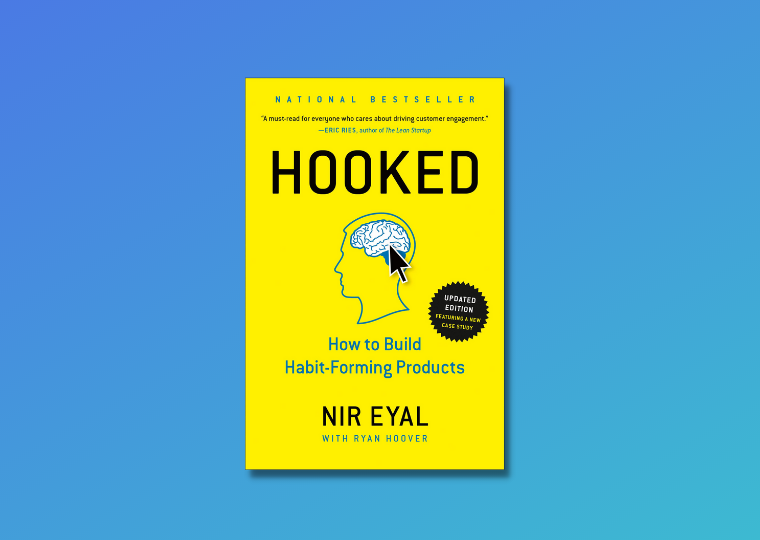 NATIONAL BESTSELLER
"A must-read for everyone who cares about driving customer engagement."
—ERIC RIES, author of The Lean Startup
HOOKED
UPDATED
EDITION
FEATURING A NEW
CASE STUDY
How to Build
Habit-Forming Products
NIR EYAL
WITH RYAN HOOVER